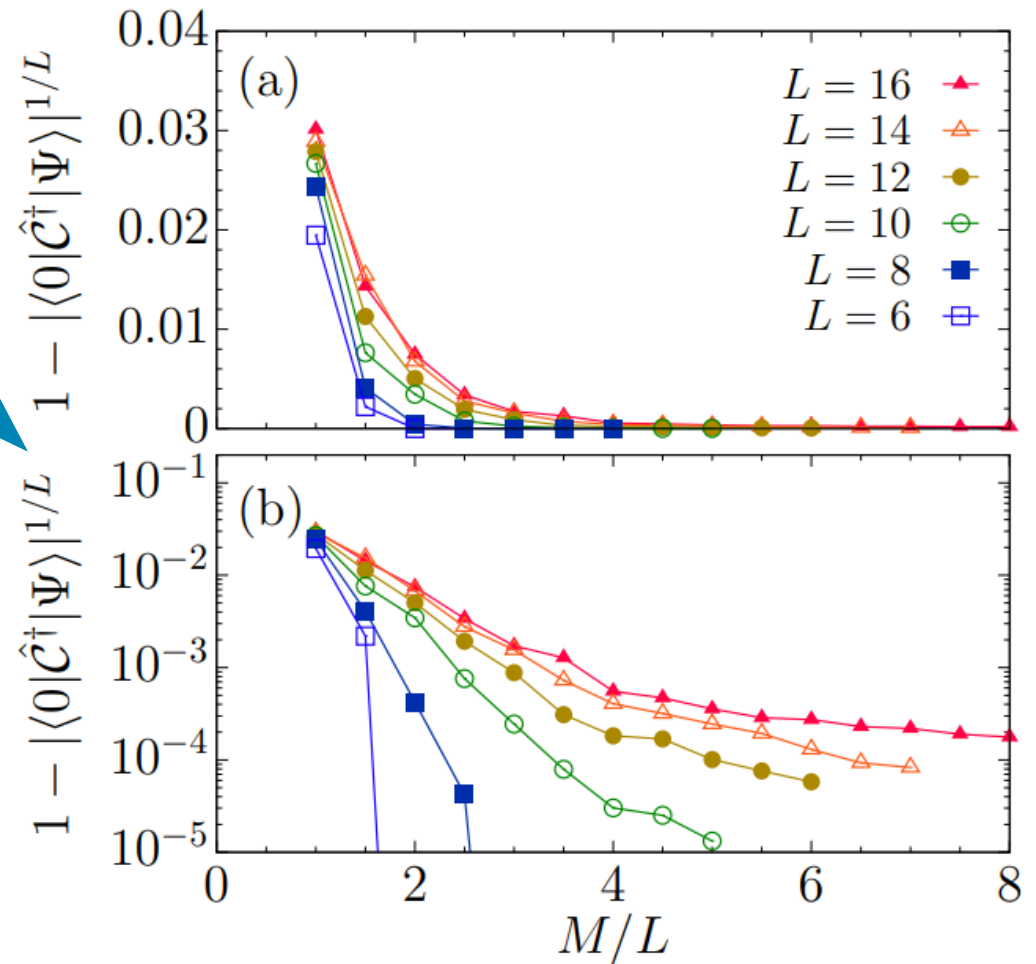 1 − |⟨0|Ĉ†|Ψ⟩|^{1/L}
0.04
0.03
0.02
0.01
0
(a)
L = 16
L = 14
L = 12
L = 10
L = 8
L = 6
1 − |⟨0|Ĉ†|Ψ⟩|^{1/L}
10⁻¹
10⁻²
10⁻³
10⁻⁴
10⁻⁵
(b)
0 2 4 6 8
M/L